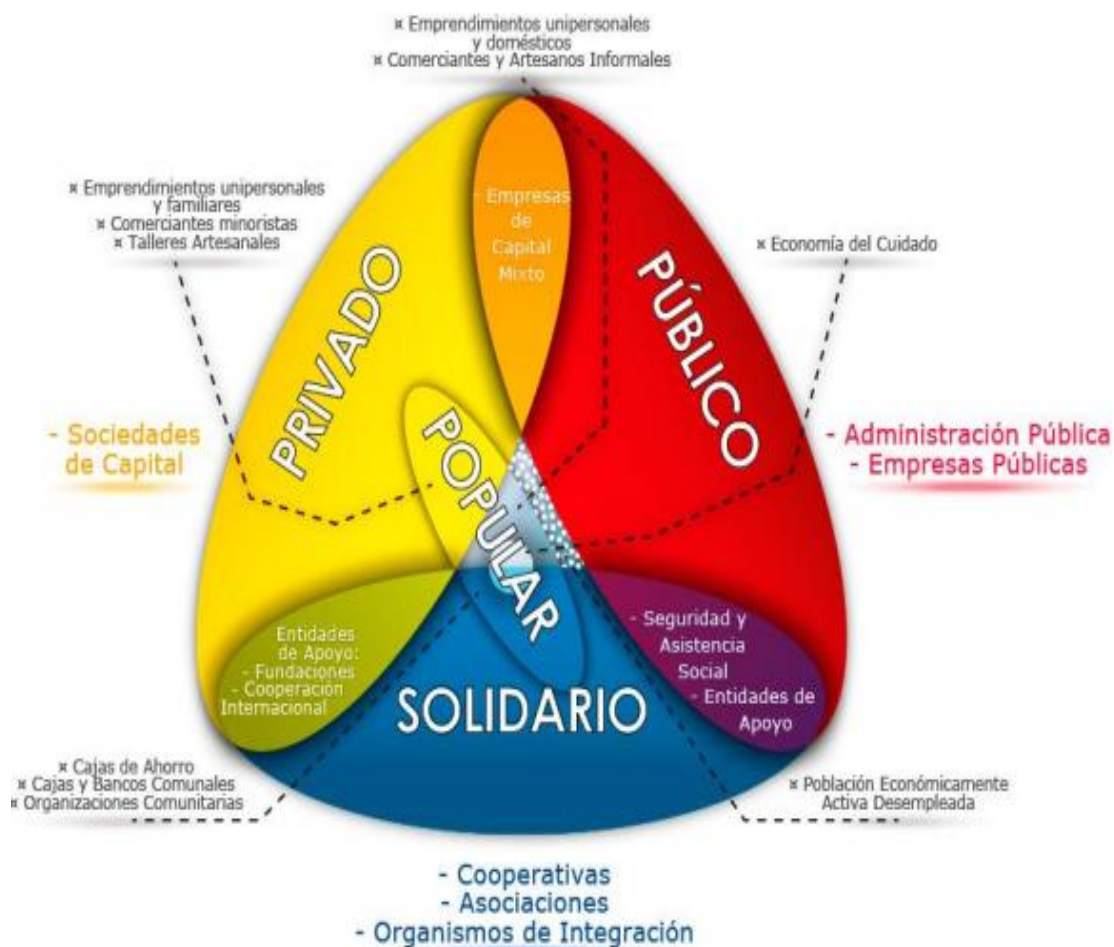 ¤ Emprendimientos unipersonales
y domésticos
¤ Comerciantes y Artesanos Informales
¤ Emprendimientos unipersonales
y familiares
¤ Comerciantes minoristas
¤ Talleres Artesanales
- Empresas
de
Capital
Mixto
¤ Economía del Cuidado
PRIVADO
PÚBLICO
- Sociedades
de Capital
POPULAR
- Administración Pública
- Empresas Públicas
Entidades
de Apoyo:
- Fundaciones
- Cooperación
Internacional
- Seguridad y
Asistencia
Social
- Entidades de
Apoyo
SOLIDARIO
¤ Cajas de Ahorro
¤ Cajas y Bancos Comunales
¤ Organizaciones Comunitarias
¤ Población Económicamente
Activa Desempleada
- Cooperativas
- Asociaciones
- Organismos de Integración